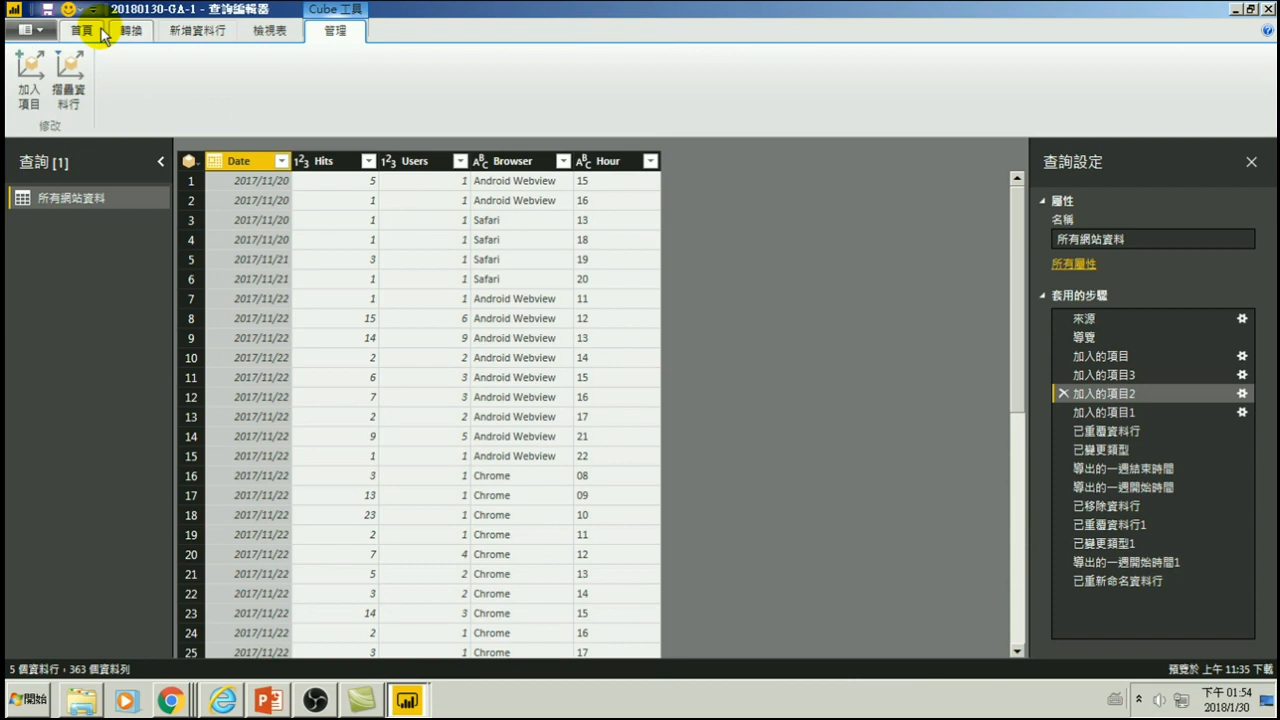 20180130-GA-1 - 查詢編輯器
Cube 工具
首頁 轉換 新增資料行 檢視表 管理
加入項目
摺疊資料行
修改
查詢 [1]
所有網站資料
Date Hits Users Browser Hour
1 2017/11/20 5 1 Android Webview 15
2 2017/11/20 1 1 Android Webview 16
3 2017/11/20 1 1 Safari 13
4 2017/11/20 1 1 Safari 18
5 2017/11/21 3 1 Safari 19
6 2017/11/21 1 1 Safari 20
7 2017/11/22 1 1 Android Webview 11
8 2017/11/22 15 6 Android Webview 12
9 2017/11/22 14 9 Android Webview 13
10 2017/11/22 2 2 Android Webview 14
11 2017/11/22 6 3 Android Webview 15
12 2017/11/22 7 3 Android Webview 16
13 2017/11/22 2 2 Android Webview 17
14 2017/11/22 9 5 Android Webview 21
15 2017/11/22 1 1 Android Webview 22
16 2017/11/22 3 1 Chrome 08
17 2017/11/22 13 1 Chrome 09
18 2017/11/22 23 1 Chrome 10
19 2017/11/22 2 1 Chrome 11
20 2017/11/22 7 4 Chrome 12
21 2017/11/22 5 2 Chrome 13
22 2017/11/22 3 2 Chrome 14
23 2017/11/22 14 3 Chrome 15
24 2017/11/22 2 1 Chrome 16
25 2017/11/22 3 1 Chrome 17
查詢設定
屬性
名稱
所有網站資料
所有屬性
套用的步驟
來源
導覽
加入的項目
加入的項目3
加入的項目2
加入的項目1
已重覆資料行
已變更類型
導出的一週結束時間
導出的一週開始時間
已移除資料行
已重覆資料行1
已變更類型1
導出的一週開始時間1
已重新命名資料行
5 個資料行，363 個資料列
預覽於 上午 11:35 下載
開始
下午 01:54
2018/1/30